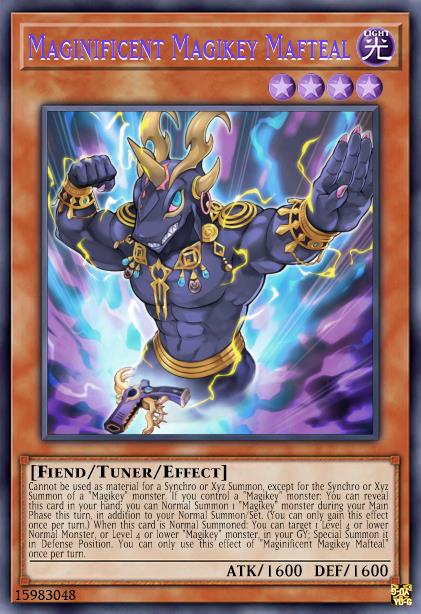 MAGINIFICENT MAGIKEY MAFTEAL
LIGHT
光
[FIEND/TUNER/EFFECT]
Cannot be used as material for a Synchro or Xyz Summon, except for the Synchro or Xyz
Summon of a "Magikey" monster. If you control a "Magikey" monster: You can reveal
this card in your hand; you can Normal Summon 1 "Magikey" monster during your Main
Phase this turn, in addition to your Normal Summon/Set. (You can only gain this effect
once per turn.) When this card is Normal Summoned: You can target 1 Level 4 or lower
Normal Monster, or Level 4 or lower "Magikey" monster, in your GY; Special Summon it
in Defense Position. You can only use this effect of "Maginificent Magikey Mafteal"
once per turn.
ATK/1600 DEF/1600
15983048